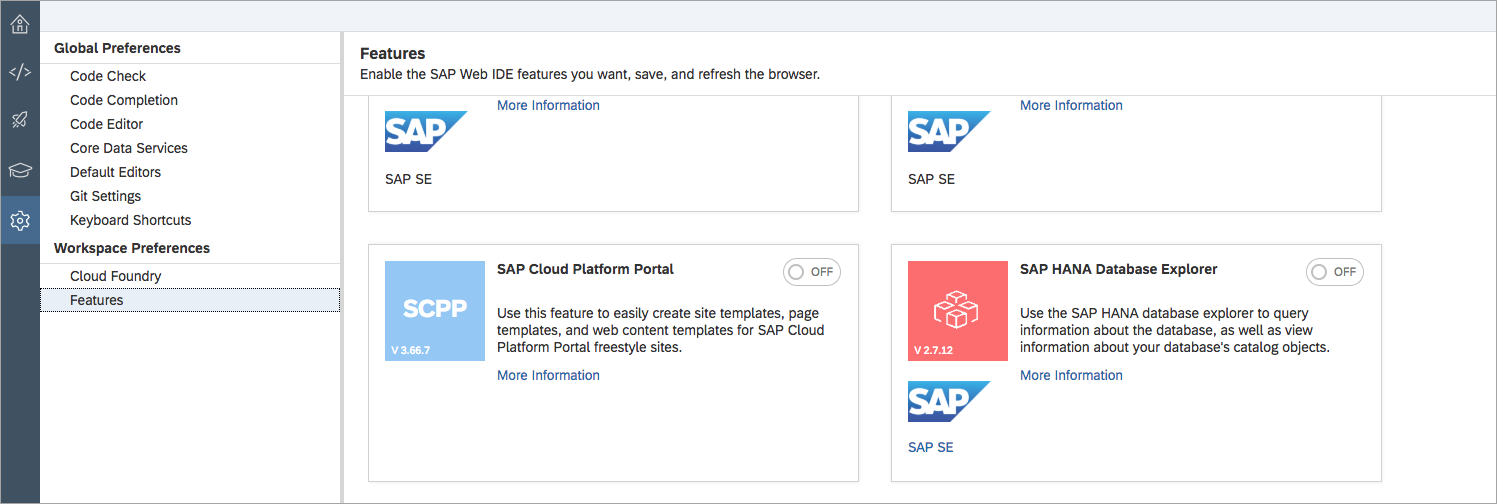 Global Preferences
Code Check
Code Completion
Code Editor
Core Data Services
Default Editors
Git Settings
Keyboard Shortcuts
Workspace Preferences
Cloud Foundry
Features
Features
Enable the SAP Web IDE features you want, save, and refresh the browser.
More Information
SAP
SAP SE
More Information
SAP
SAP SE
SCPP
V 3.66.7
SAP Cloud Platform Portal
OFF
Use this feature to easily create site templates, page
templates, and web content templates for SAP Cloud
Platform Portal freestyle sites.
More Information
V 2.7.12
SAP HANA Database Explorer
OFF
Use the SAP HANA database explorer to query
information about the database, as well as view
information about your database's catalog objects.
More Information
SAP
SAP SE